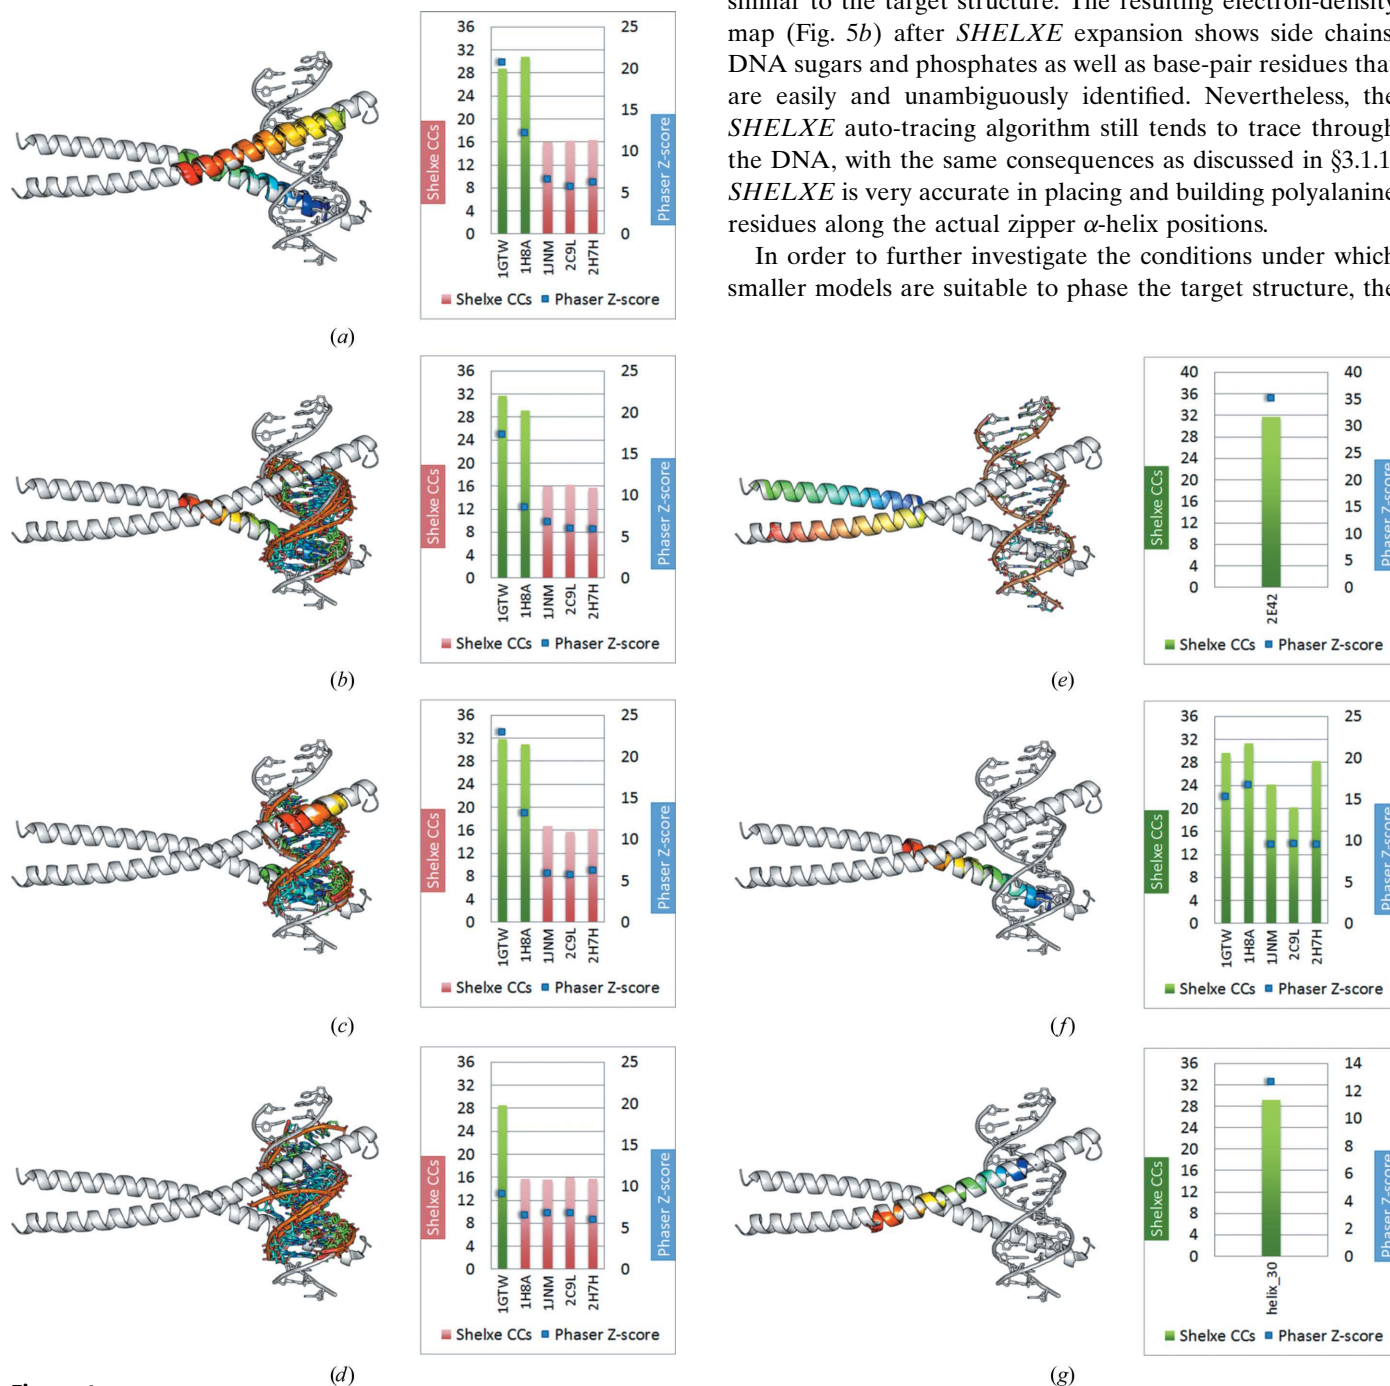 similar to the target structure. The resulting electron-density
map (Fig. 5b) after SHELXE expansion shows side chains
DNA sugars and phosphates as well as base-pair residues tha
are easily and unambiguously identified. Nevertheless, the
SHELXE auto-tracing algorithm still tends to trace through
the DNA, with the same consequences as discussed in §3.1.1
SHELXE is very accurate in placing and building polyalanine
residues along the actual zipper α-helix positions.
In order to further investigate the conditions under which
smaller models are suitable to phase the target structure, the
36 32 28 24 20 16 12 8 4 0
25 20 15 10 5 0
Shelxe CCs
Phaser Z-score
1GTW 1H8A 1JNM 2C9L 2H7H
Shelxe CCs Phaser Z-score
(a)
36 32 28 24 20 16 12 8 4 0
25 20 15 10 5 0
Shelxe CCs
Phaser Z-score
1GTW 1H8A 1JNM 2C9L 2H7H
Shelxe CCs Phaser Z-score
(b)
36 32 28 24 20 16 12 8 4 0
25 20 15 10 5 0
Shelxe CCs
Phaser Z-score
1GTW 1H8A 1JNM 2C9L 2H7H
Shelxe CCs Phaser Z-score
(c)
36 32 28 24 20 16 12 8 4 0
25 20 15 10 5 0
Shelxe CCs
Phaser Z-score
1GTW 1H8A 1JNM 2C9L 2H7H
Shelxe CCs Phaser Z-score
(d)
40 36 32 28 24 20 16 12 8 4 0
40 35 30 25 20 15 10 5 0
Shelxe CCs
Phaser Z-score
2E42
Shelxe CCs Phaser Z-score
(e)
36 32 28 24 20 16 12 8 4 0
25 20 15 10 5 0
Shelxe CCs
Phaser Z-score
1GTW 1H8A 1JNM 2C9L 2H7H
Shelxe CCs Phaser Z-score
(f)
36 32 28 24 20 16 12 8 4 0
14 12 10 8 6 4 2 0
Shelxe CCs
Phaser Z-score
helix_30
Shelxe CCs Phaser Z-score
(g)